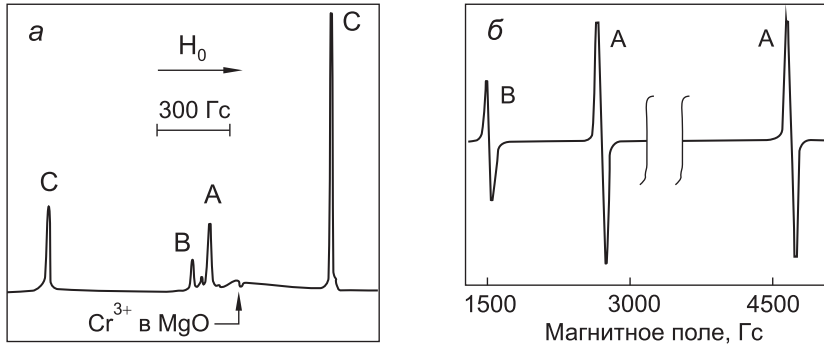 а
H₀
300 Гс
C
C
B
A
Cr³⁺ в MgO
б
A
A
B
1500
3000
4500
Магнитное поле, Гс